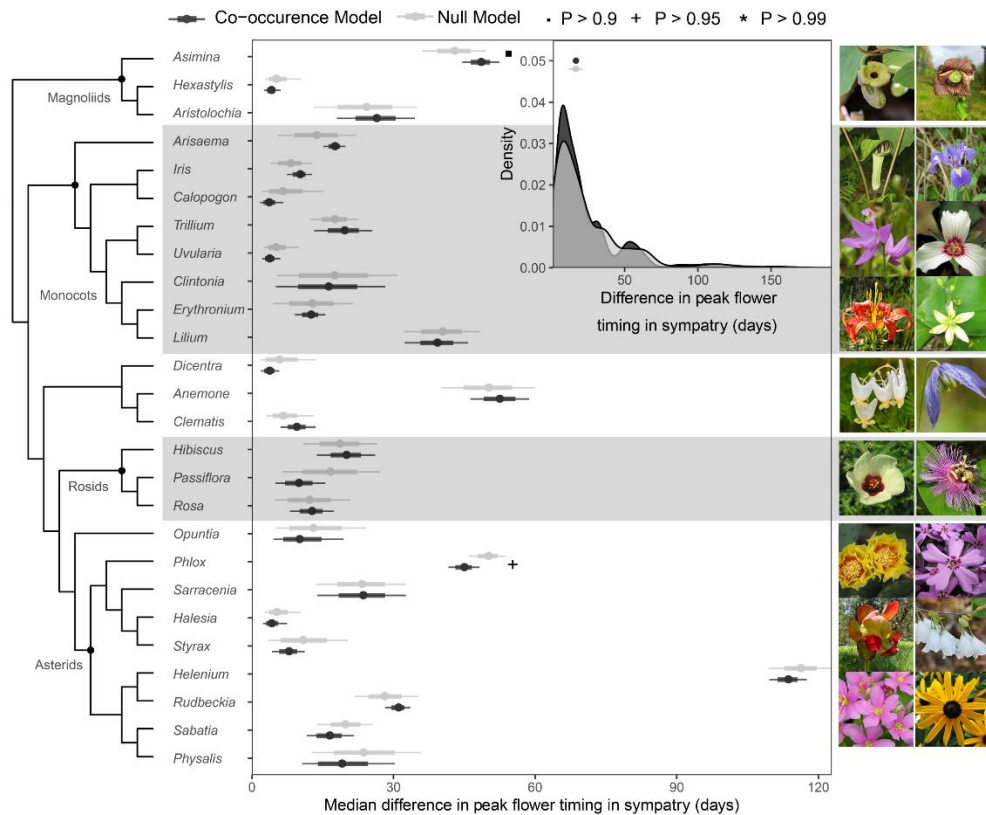 Co-occurence Model Null Model ▪ P > 0.9 + P > 0.95 * P > 0.99
Asimina
Hexastylis
Magnoliids
Aristolochia
Arisaema
Iris
Calopogon
Trillium
Uvularia
Clintonia
Monocots
Erythronium
Lilium
Dicentra
Anemone
Clematis
Hibiscus
Passiflora
Rosids
Rosa
Opuntia
Phlox
+
Sarracenia
Halesia
Styrax
Asterids
Helenium
Rudbeckia
Sabatia
Physalis
0 30 60 90 120
Median difference in peak flower timing in sympatry (days)
0.05
0.04
0.03
0.02
0.01
0.00
Density
50 100 150
Difference in peak flower
timing in sympatry (days)